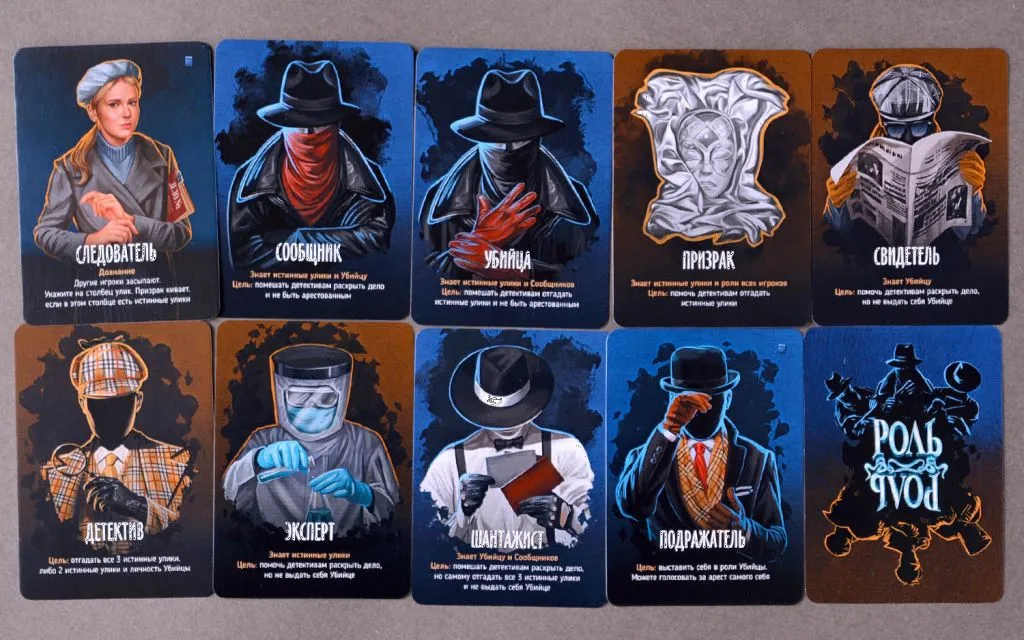 СЛЕДОВАТЕЛЬ
Дознание
Другие игроки засыпают.
Укажите на столбец улик. Призрак кивает,
если в этом столбце есть истинные улики
СООБЩНИК
Знает истинные улики и Убийцу
Цель: помешать детективам раскрыть дело
и не быть арестованным
УБИЙЦА
Знает истинные улики и Сообщников
Цель: помешать детективам отгадать
истинные улики и не быть арестованным
ПРИЗРАК
Знает истинные улики и роли всех игроков
Цель: помочь детективам отгадать
истинные улики
СВИДЕТЕЛЬ
Знает Убийцу
Цель: помочь детективам раскрыть дело,
но не выдать себя Убийце
ДЕТЕКТИВ
Цель: отгадать все 3 истинные улики,
либо 2 истинные улики и личность Убийцы
ЭКСПЕРТ
Знает истинные улики
Цель: помочь детективам раскрыть дело,
но не выдать себя Убийце
ШАНТАЖИСТ
Знает Убийцу и Сообщников
Цель: помешать детективам раскрыть дело,
но самому отгадать все 3 истинные улики
и не выдать себя Убийце
ПОДРАЖАТЕЛЬ
Цель: выставить себя в роли Убийцы.
Можете голосовать за арест самого себя
РОЛЬ
РОЛЬ